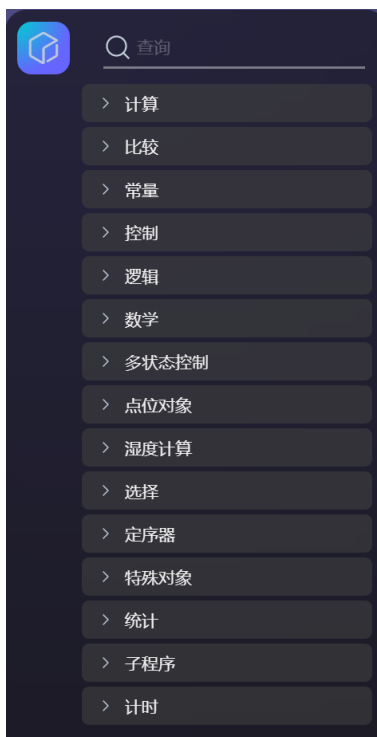 查询
计算
比较
常量
控制
逻辑
数学
多状态控制
点位对象
湿度计算
选择
定序器
特殊对象
统计
子程序
计时